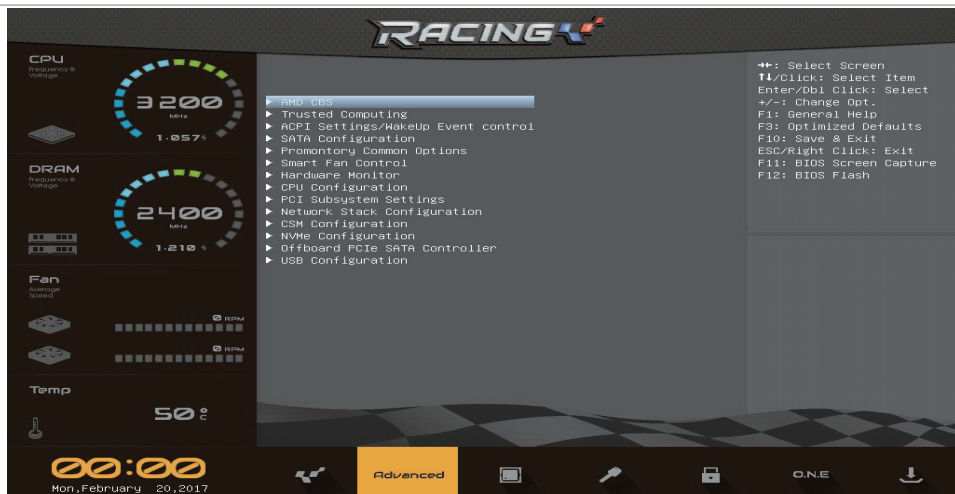 RACING
CPU
Frequency &
Voltage
3200
MHz
1.057V
DRAM
Frequency &
Voltage
2400
MHz
1.210 V
Fan
Average
Speed
0 RPM
0 RPM
Temp
50 °C
► AMD CBS
► Trusted Computing
► ACPI Settings/WakeUp Event control
► SATA Configuration
► Promontory Common Options
► Smart Fan Control
► Hardware Monitor
► CPU Configuration
► PCI Subsystem Settings
► Network Stack Configuration
► CSM Configuration
► NVMe Configuration
► Offboard PCIe SATA Controller
► USB Configuration
→←: Select Screen
↑↓/Click: Select Item
Enter/Dbl Click: Select
+/-: Change Opt.
F1: General Help
F3: Optimized Defaults
F10: Save & Exit
ESC/Right Click: Exit
F11: BIOS Screen Capture
F12: BIOS Flash
00:00
Mon,February 20,2017
Advanced
O.N.E